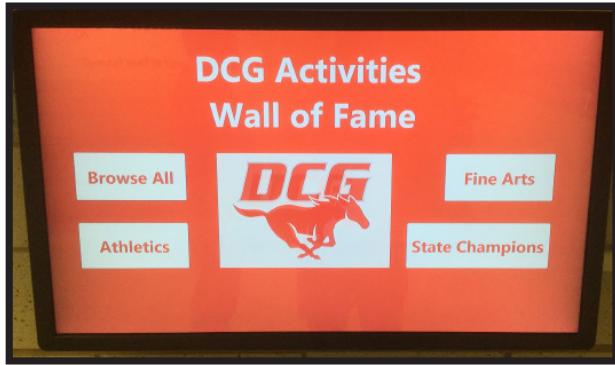 DCG Activities
Wall of Fame
Browse All
DCG
Fine Arts
Athletics
State Champions